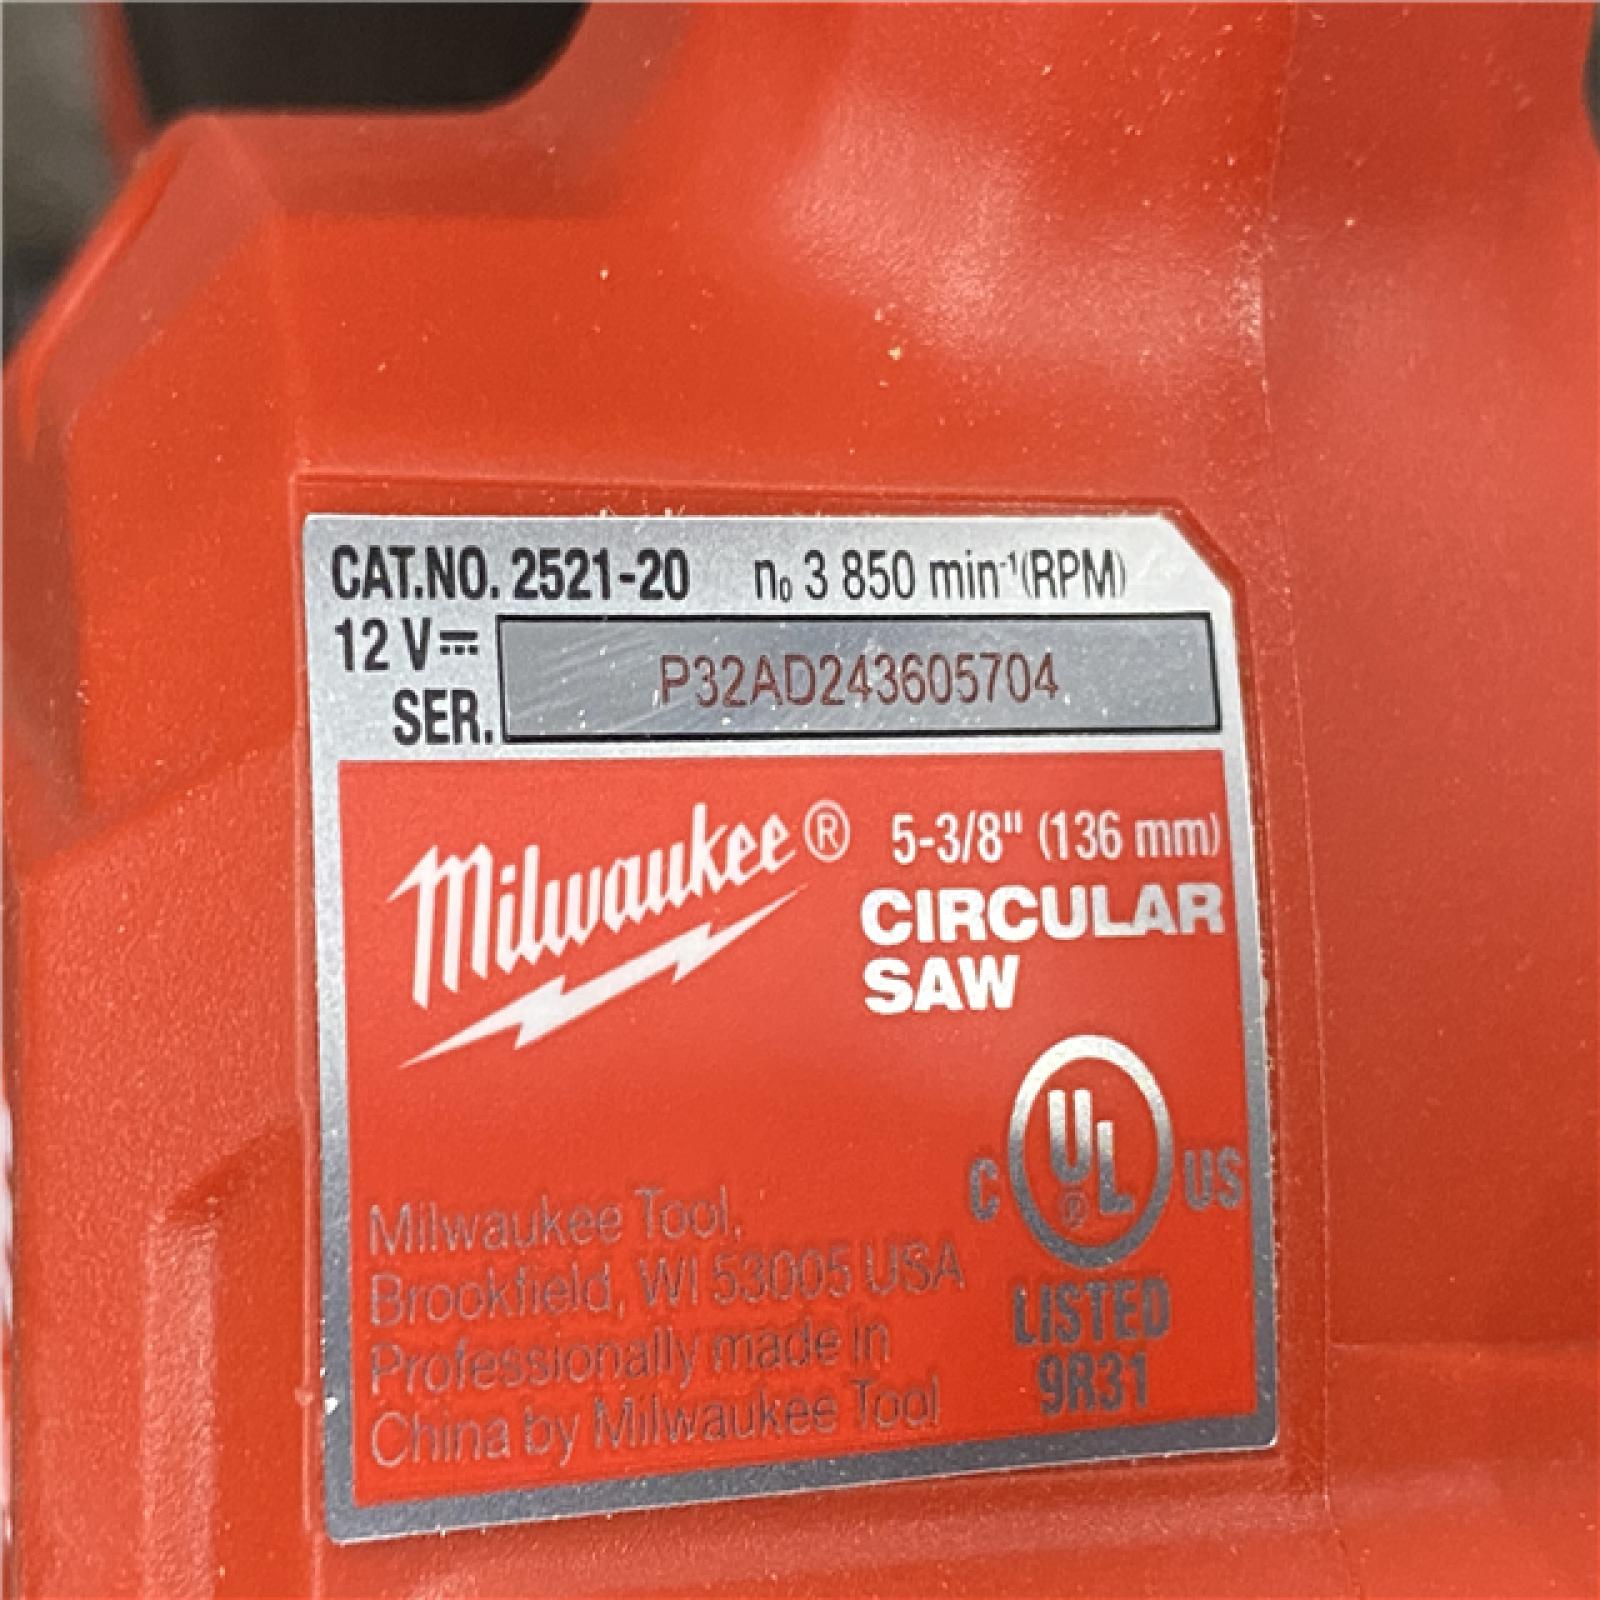 CAT.NO. 2521-20 n₀ 3 850 min⁻¹(RPM)
12 V⎓
SER. P32AD243605704
Milwaukee® 5-3/8" (136 mm)
CIRCULAR
SAW
C UL US
LISTED
9R31
Milwaukee Tool,
Brookfield, WI 53005 USA
Professionally made in
China by Milwaukee Tool